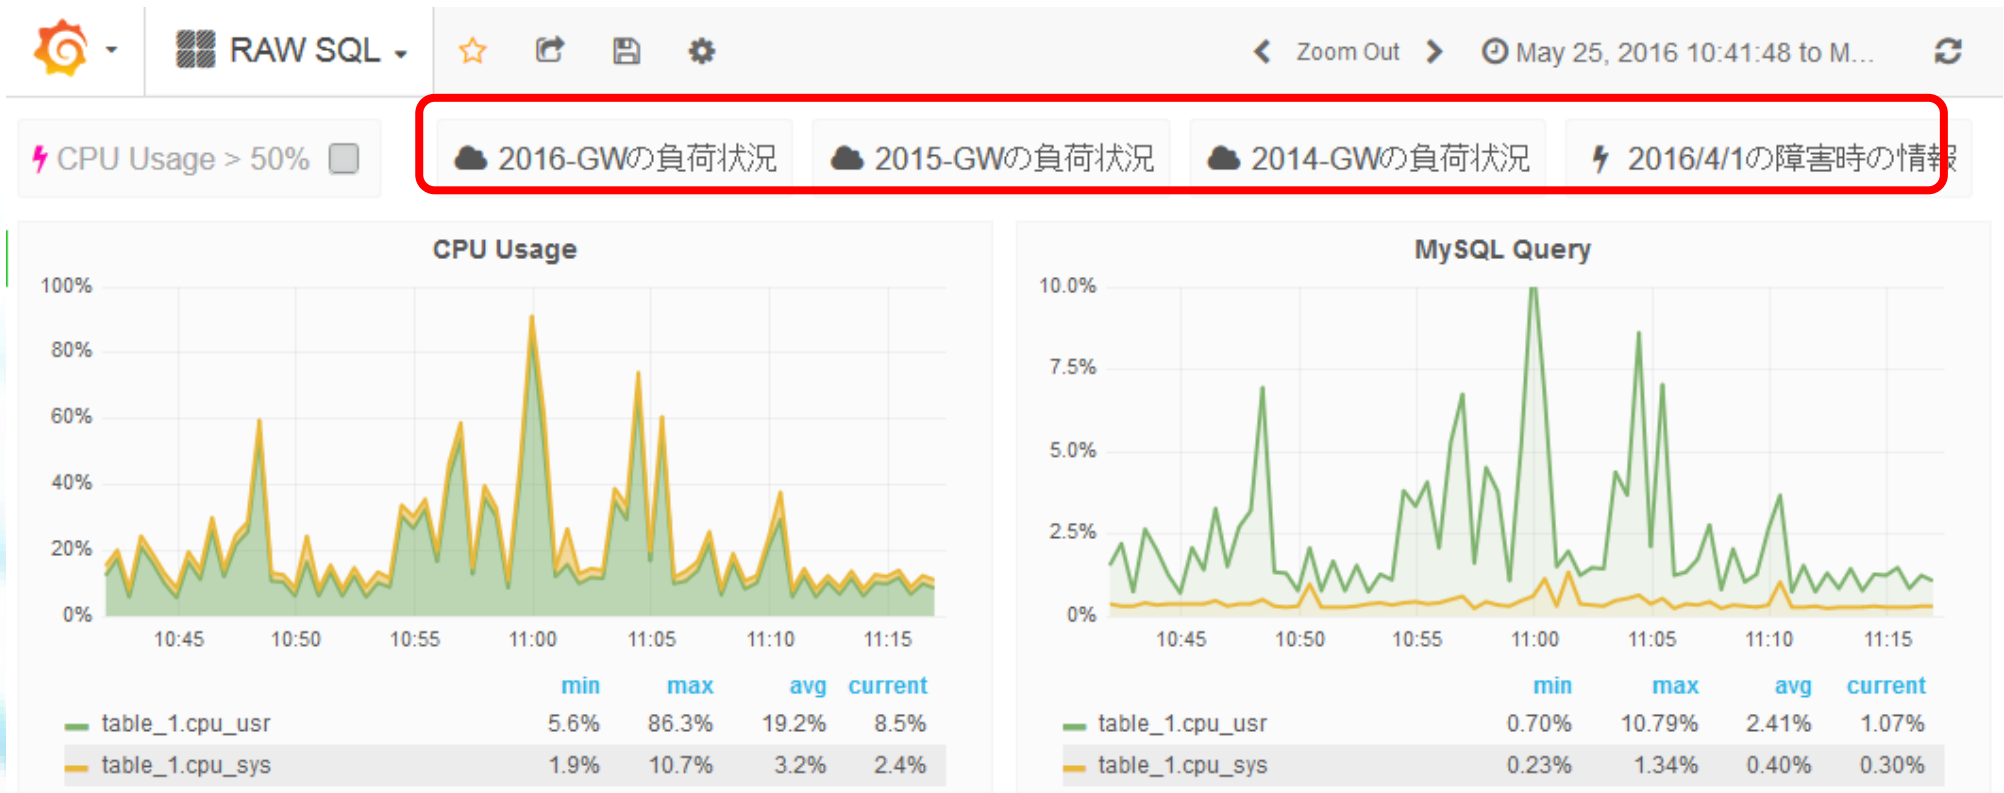 RAW SQL
Zoom Out
May 25, 2016 10:41:48 to M...
CPU Usage > 50%
2016-GWの負荷状況
2015-GWの負荷状況
2014-GWの負荷状況
2016/4/1の障害時の情報
CPU Usage
100%
80%
60%
40%
20%
0%
10:45 10:50 10:55 11:00 11:05 11:10 11:15
min max avg current
table_1.cpu_usr 5.6% 86.3% 19.2% 8.5%
table_1.cpu_sys 1.9% 10.7% 3.2% 2.4%
MySQL Query
10.0%
7.5%
5.0%
2.5%
0%
10:45 10:50 10:55 11:00 11:05 11:10 11:15
min max avg current
table_1.cpu_usr 0.70% 10.79% 2.41% 1.07%
table_1.cpu_sys 0.23% 1.34% 0.40% 0.30%